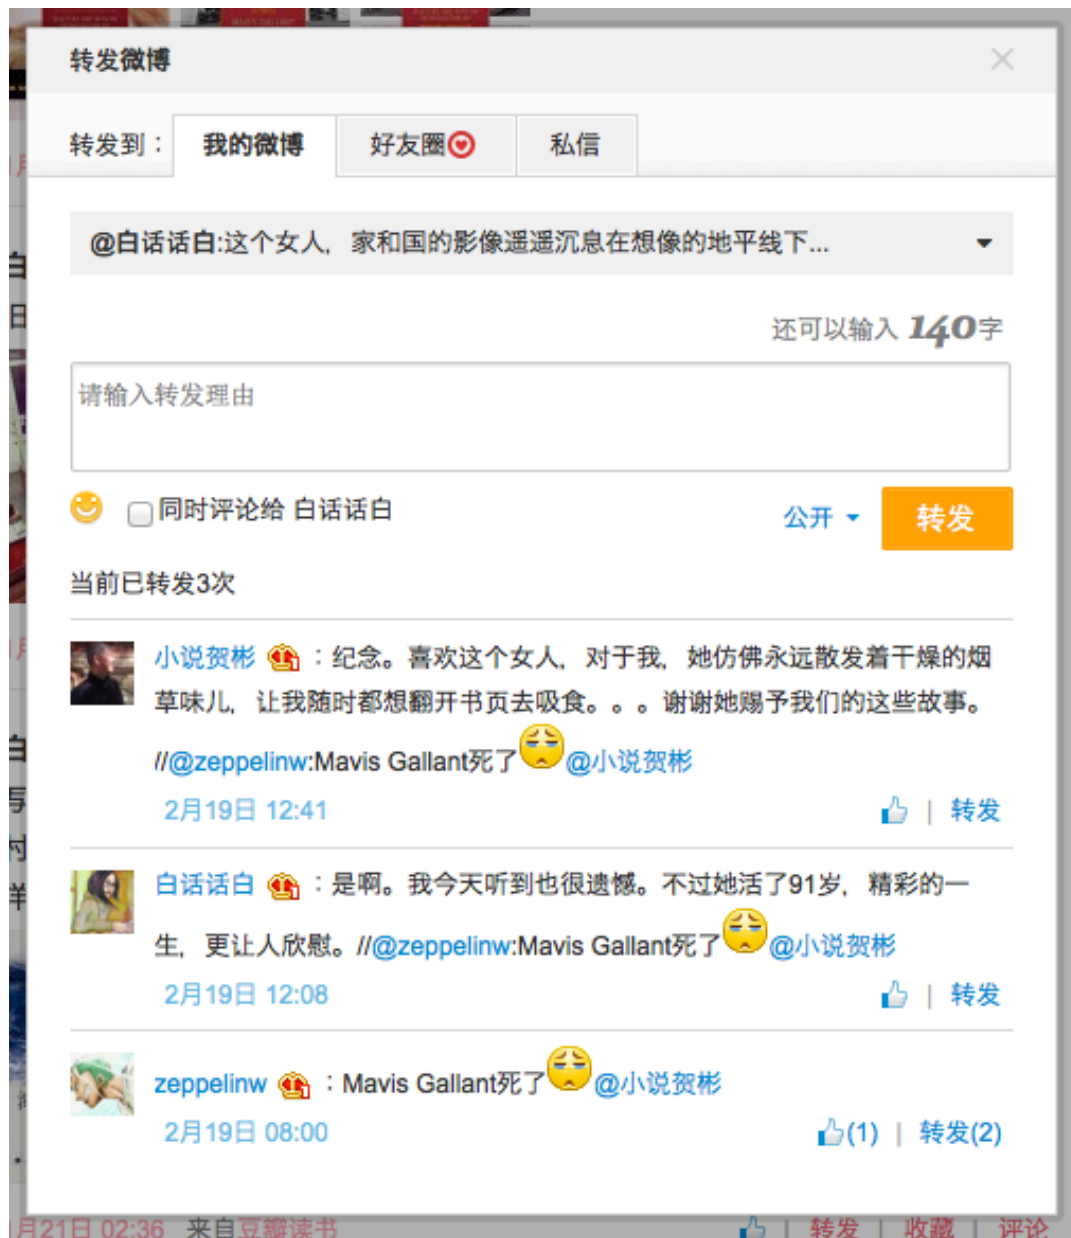 MAVIS GALLANT
转发微博
转发到：
我的微博
好友圈
私信
@白话话白:这个女人，家和国的影像遥遥沉息在想像的地平线下...
还可以输入 140字
请输入转发理由
同时评论给 白话话白
公开
转发
当前已转发3次
小说贺彬 ：纪念。喜欢这个女人，对于我，她仿佛永远散发着干燥的烟
草味儿，让我随时都想翻开书页去吸食。。。谢谢她赐予我们的这些故事。
//@zeppelinw:Mavis Gallant死了@小说贺彬
2月19日 12:41
| 转发
白话话白 ：是啊。我今天听到也很遗憾。不过她活了91岁，精彩的一
生，更让人欣慰。//@zeppelinw:Mavis Gallant死了@小说贺彬
2月19日 12:08
| 转发
zeppelinw ：Mavis Gallant死了@小说贺彬
2月19日 08:00
(1) | 转发(2)
月21日 02:36 来自豆瓣读书
| 转发 | 收藏 | 评论